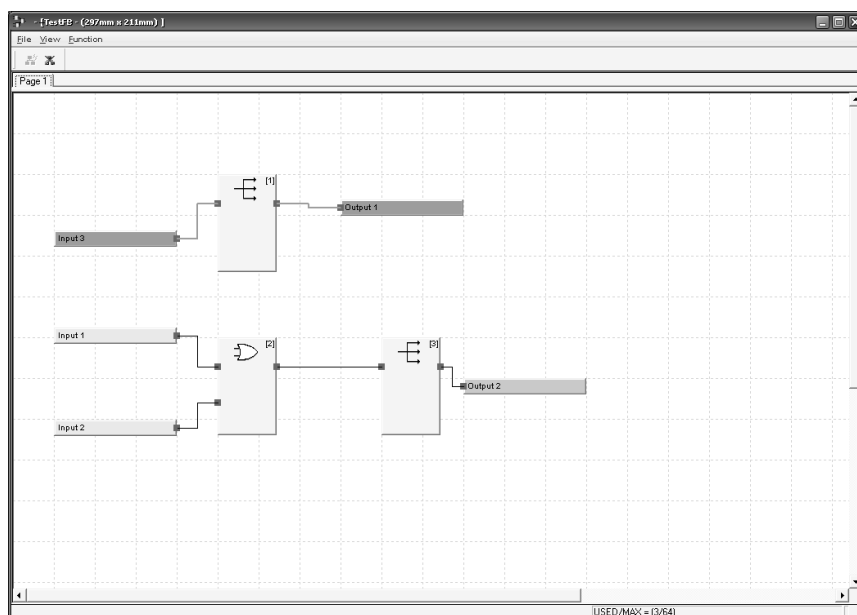 - [TestFB - (297mm x 211mm) ]
File View Function
Page 1
[1]
Output 1
Input 3
Input 1
[2]
[3]
Output 2
Input 2
USED/MAX = (3/64)